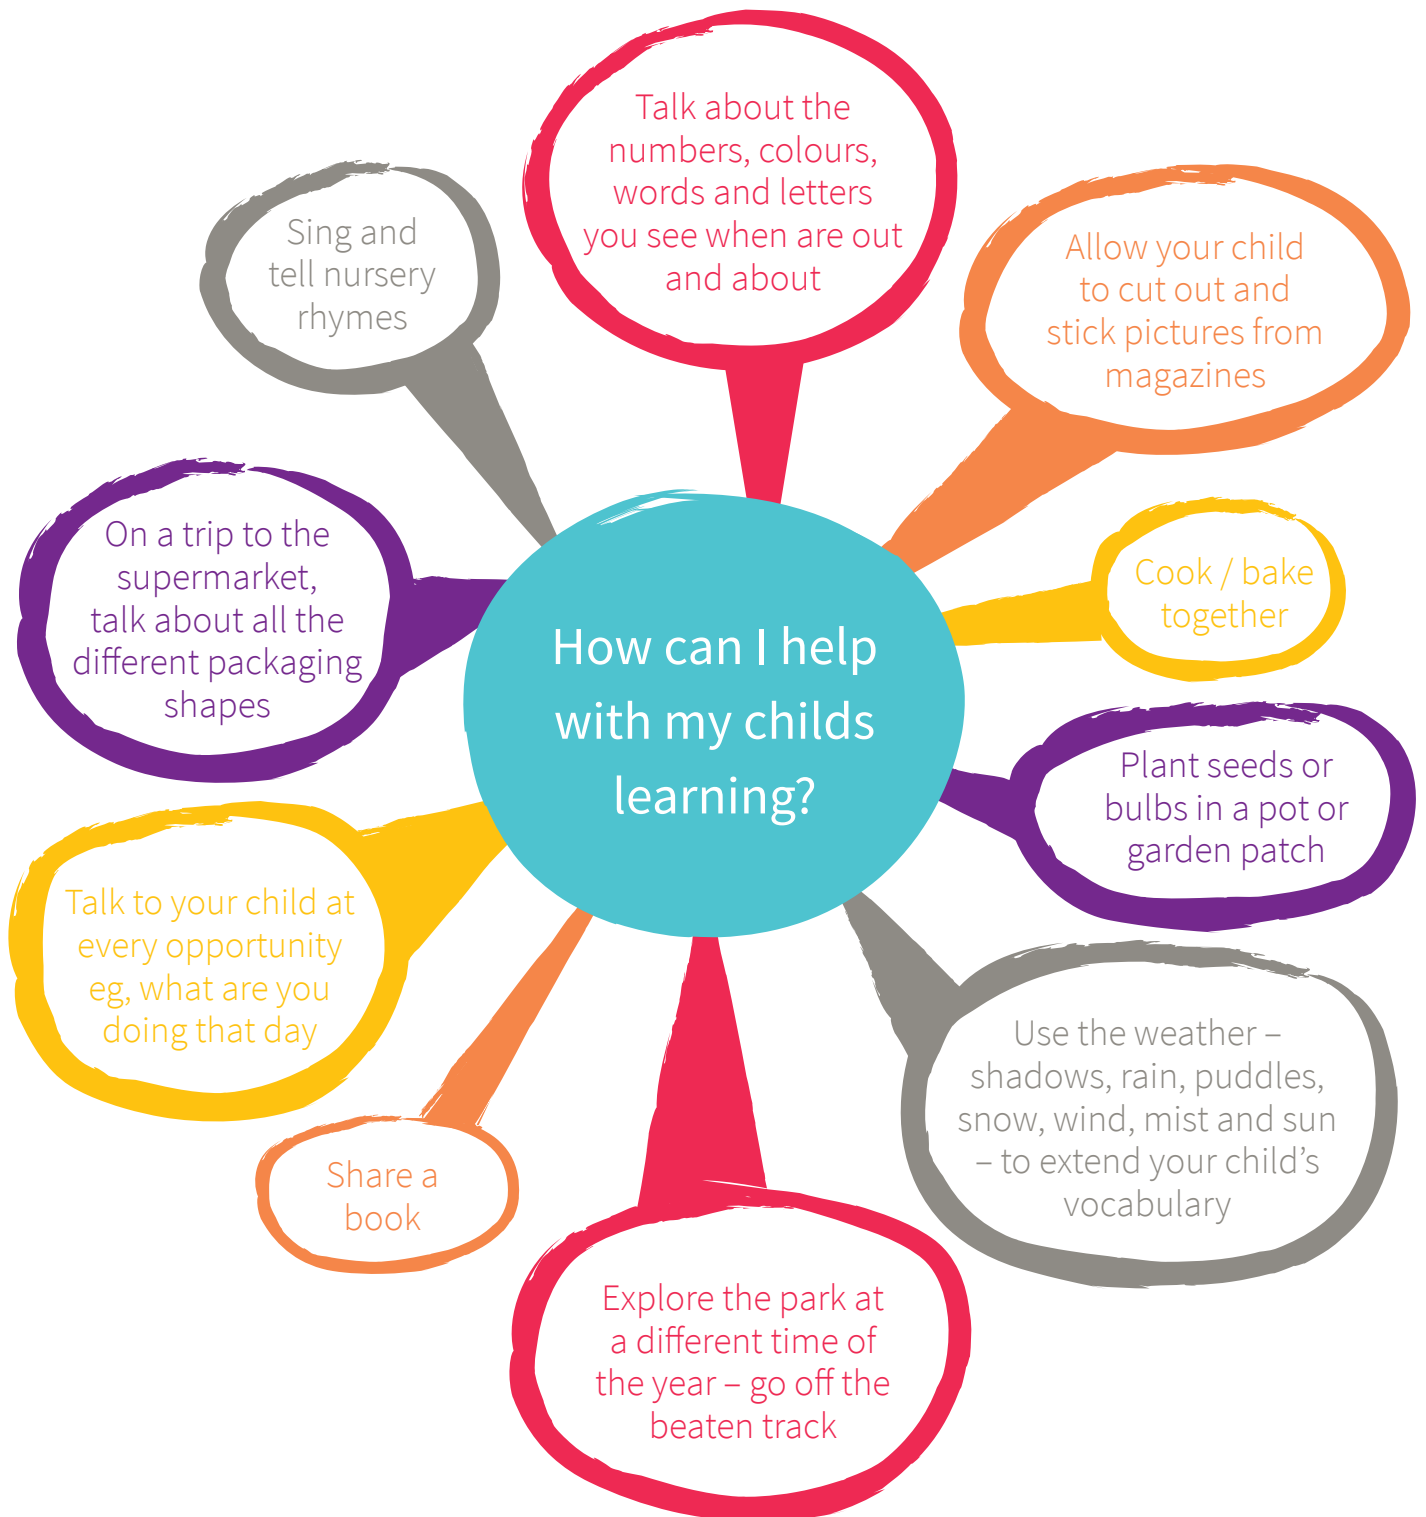 Talk about the
numbers, colours,
words and letters
you see when are out
and about
Sing and
tell nursery
rhymes
Allow your child
to cut out and
stick pictures from
magazines
On a trip to the
supermarket,
talk about all the
different packaging
shapes
Cook / bake
together
How can I help
with my childs
learning?
Plant seeds or
bulbs in a pot or
garden patch
Talk to your child at
every opportunity
eg, what are you
doing that day
Use the weather –
shadows, rain, puddles,
snow, wind, mist and sun
– to extend your child’s
vocabulary
Share a
book
Explore the park at
a different time of
the year – go off the
beaten track